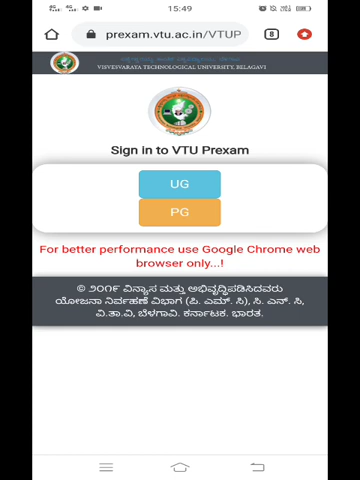 15:49
prexam.vtu.ac.in/VTUP
8
VISVESVARAYA TECHNOLOGICAL UNIVERSITY, BELAGAVI
Sign in to VTU Prexam
UG
PG
For better performance use Google Chrome web
browser only...!
© ೨೦೧೯ ವಿನ್ಯಾಸ ಮತ್ತು ಅಭಿವೃದ್ಧಿಪಡಿಸಿದವರು
ಯೋಜನಾ ನಿರ್ವಹಣೆ ವಿಭಾಗ (ಪಿ. ಎಮ್. ಸಿ), ಸಿ. ಎನ್. ಸಿ,
ವಿ.ತಾ.ವಿ, ಬೆಳಗಾವಿ. ಕರ್ನಾಟಕ. ಭಾರತ.